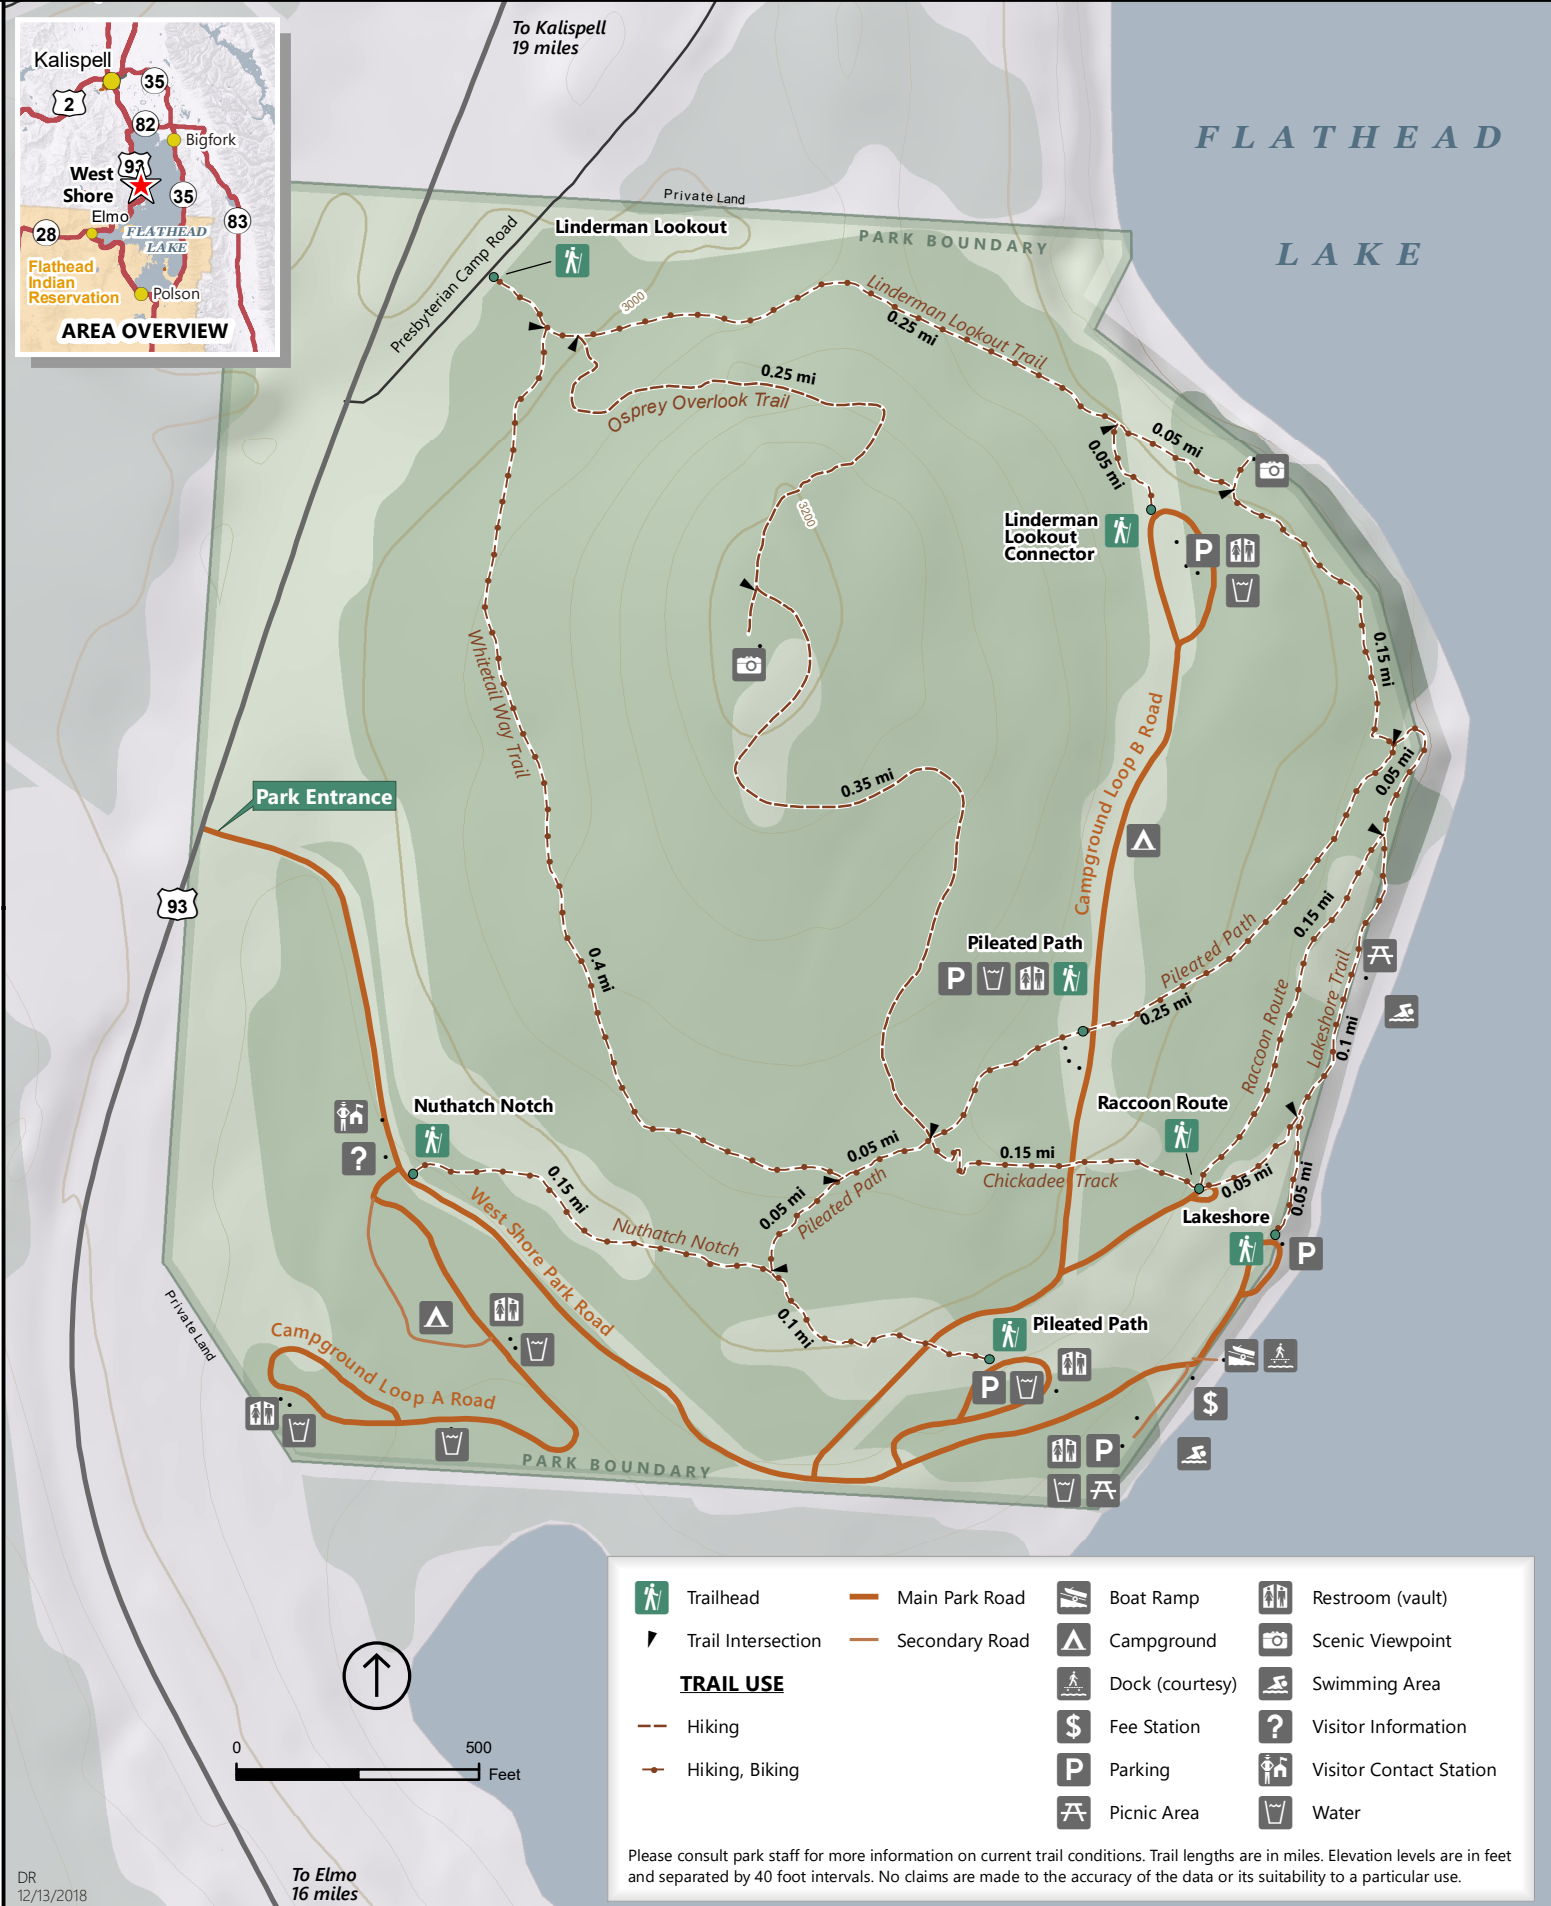 To Kalispell
19 miles
Kalispell
35
2
82
Bigfork
93
West
Shore
35
Elmo
83
28
FLATHEAD
LAKE
Flathead
Indian
Reservation
Polson
AREA OVERVIEW
FLATHEAD
LAKE
Private Land
PARK BOUNDARY
Linderman Lookout
Presbyterian Camp Road
3000
Linderman Lookout Trail
0.25 mi
0.25 mi
Osprey Overlook Trail
0.05 mi
0.05 mi
3200
Linderman
Lookout
Connector
P
Whitetail Way Trail
0.15 mi
Campground Loop B Road
0.35 mi
0.05 mi
Park Entrance
93
0.4 mi
0.15 mi
Pileated Path
P
Pileated Path
0.25 mi
Raccoon Route
Lakeshore Trail
0.1 mi
Nuthatch Notch
?
Raccoon Route
0.05 mi
0.15 mi
Chickadee Track
0.05 mi
0.05 mi
0.15 mi
0.05 mi
Pileated Path
Nuthatch Notch
West Shore Park Road
Lakeshore
P
Private Land
0.1 mi
Pileated Path
P
Campground Loop A Road
$
P
PARK BOUNDARY
Trailhead
Trail Intersection
TRAIL USE
Hiking
Hiking, Biking
Main Park Road
Secondary Road
Boat Ramp
Campground
Dock (courtesy)
$ Fee Station
P Parking
Picnic Area
Restroom (vault)
Scenic Viewpoint
Swimming Area
? Visitor Information
Visitor Contact Station
Water
Please consult park staff for more information on current trail conditions. Trail lengths are in miles. Elevation levels are in feet
and separated by 40 foot intervals. No claims are made to the accuracy of the data or its suitability to a particular use.
0 500
Feet
To Elmo
16 miles
DR
12/13/2018